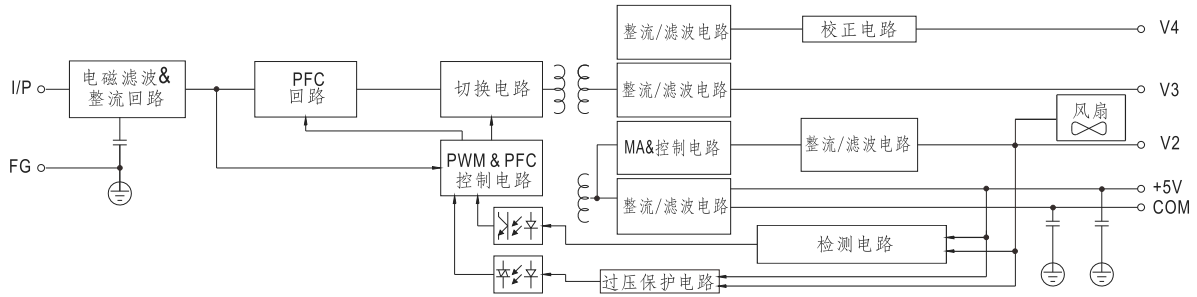 整流/滤波电路
校正电路
V4
I/P
电磁滤波&
整流回路
PFC
回路
切换电路
整流/滤波电路
V3
风扇
FG
PWM & PFC
控制电路
MA&控制电路
整流/滤波电路
V2
整流/滤波电路
+5V
COM
检测电路
过压保护电路